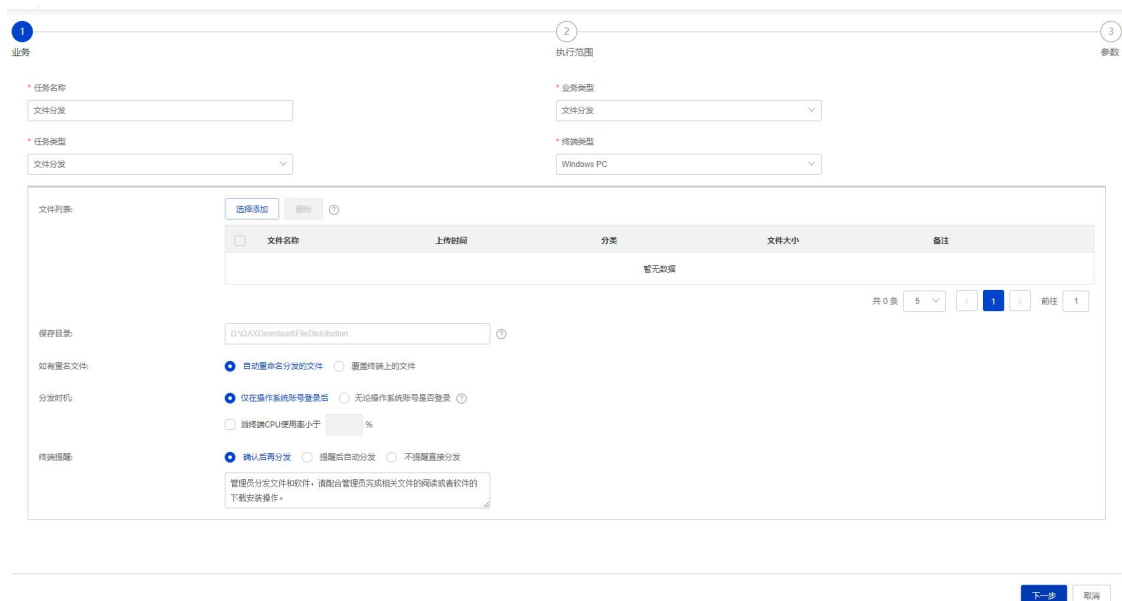 1
2
3
业务
执行范围
参数
* 任务名称
* 业务类型
文件分发
文件分发
* 任务类型
* 终端类型
文件分发
Windows PC
文件列表:
选择添加 删除 ?
文件名称 上传时间 分类 文件大小 备注
暂无数据
共 0 条 5 < 1 > 前往 1
保存目录:
D:\QAXDownload\FileDistribution ?
如有重名文件:
自动重命名分发的文件 覆盖终端上的文件
分发时机:
仅在操作系统账号登录后 无论操作系统账号是否登录 ?
当终端CPU使用率小于 %
终端提醒:
确认后再分发 提醒后自动分发 不提醒直接分发
管理员分发文件和软件,请配合管理员完成相关文件的阅读或者软件的
下载安装操作。
下一步 取消